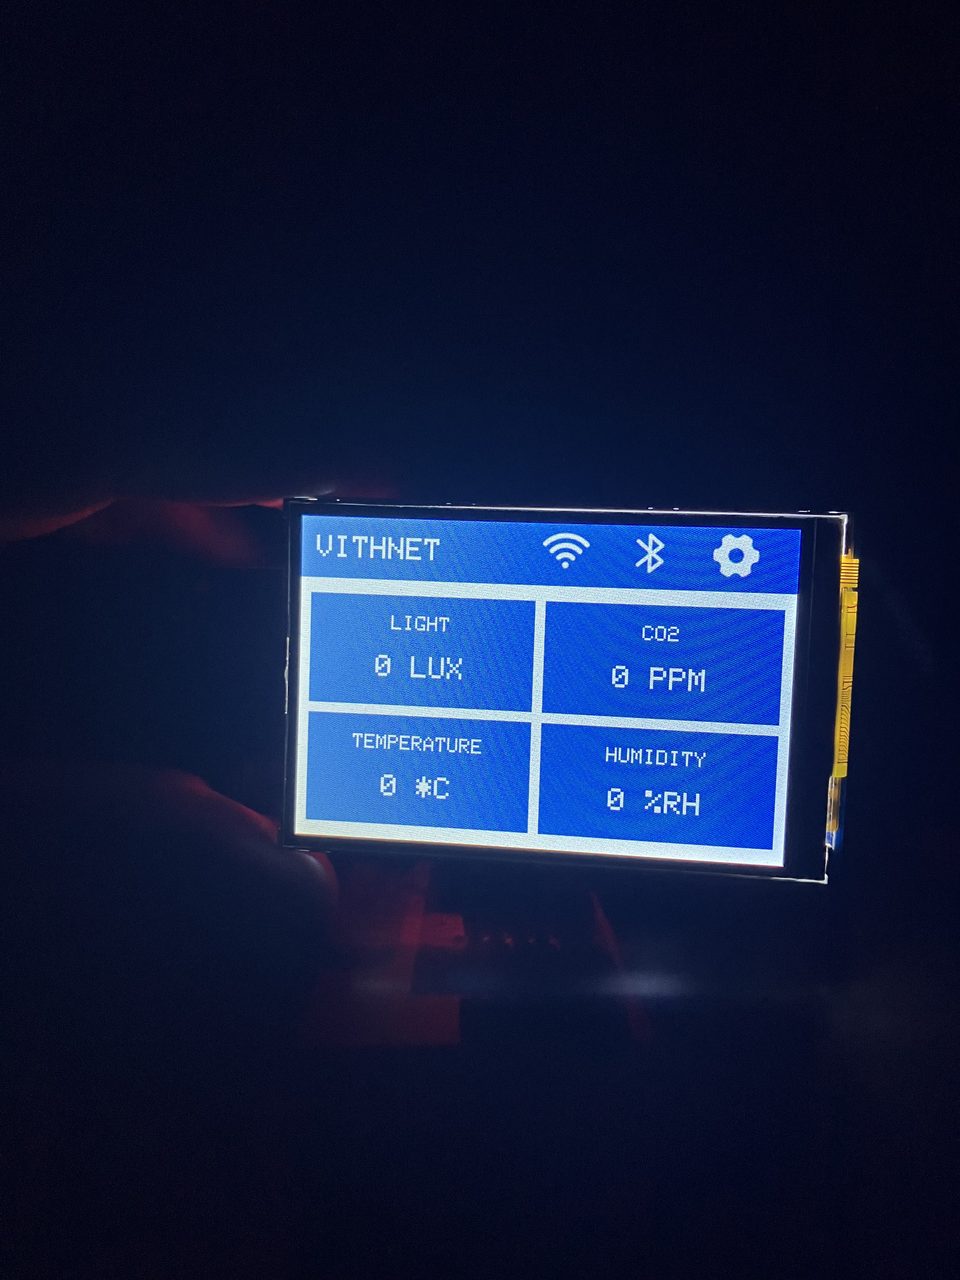 VITHNET
LIGHT
0 LUX
CO2
0 PPM
TEMPERATURE
0 *C
HUMIDITY
0 %RH